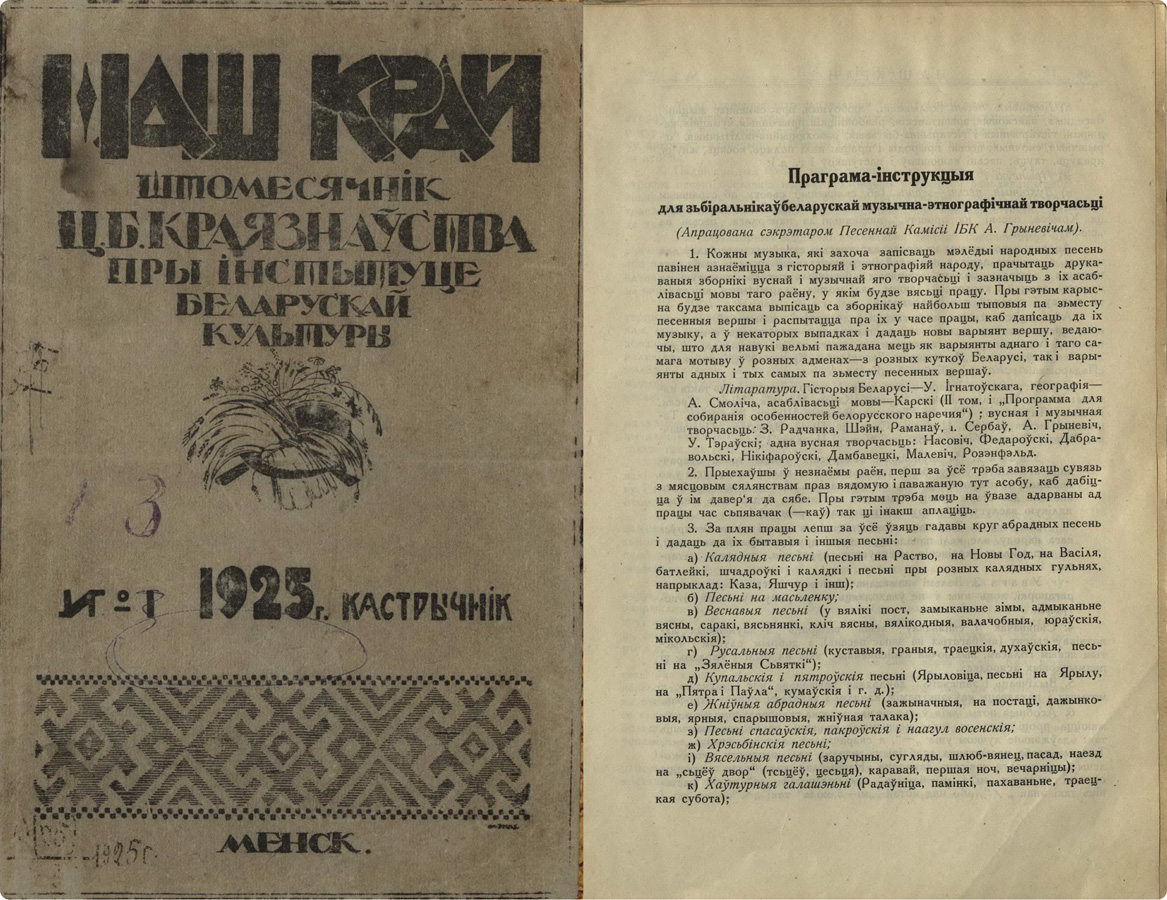 НАШ КРАЙ
ШТОМЕСЯЧНІК
Ц.Б. КРАЯЗНАЎСТВА
ПРЫ ІНСТЫТУЦЕ
БЕЛАРУСКАЙ
КУЛЬТУРЫ
13
№ 1 1925 г. КАСТРЫЧНІК
МЕНСК.
1925 г.
Праграма-інструкцыя
для зьбіральнікаў беларускай музычна-этнографічнай творчасьці
(Апрацована сэкрэтаром Песеннай Камісіі ІБК А. Грыневічам).
1. Кожны музыка, які захоча запісваць мэлёдыі народных песень
павінен азнаёміцца з гісторыяй і этнографіяй народу, прачытаць друка-
ваныя зборнікі вуснай і музычнай яго творчасьці і зазначыць з іх асаб-
лівасьці мовы таго раёну, у якім будзе вясьці працу. Пры гэтым карыс-
на будзе таксама выпісаць са зборнікаў найбольш тыповыя па зьместу
песенныя вершы і распытацца пра іх у часе працы, каб дапісаць да іх
музыку, а ў некаторых выпадках і дадаць новы варыянт вершу, ведаю-
чы, што для навукі вельмі пажадана мець як варыянты аднаго і таго са-
мага мотыву ў розных адменах—з розных куткоў Беларусі, так і вары-
янты адных і тых самых па зьместу песенных вершаў.
Літаратура. Гісторыя Беларусі—У. Ігнатоўскага, географія—
А. Смоліча, асаблівасьці мовы—Карскі (II том, і „Программа для
собирания особенностей белорусского наречия“) ; вусная і музычная
творчасьць: З. Радчанка, Шэйн, Раманаў, і. Сербаў, А. Грыневіч,
У. Тэраўскі; адна вусная творчасьць: Насовіч, Федароўскі, Дабра-
вольскі, Нікіфароўскі, Дамбавецкі, Малевіч, Розэнфэльд.
2. Прыехаўшы ў незнаёмы раён, перш за ўсё трэба завязаць сувязь
з мясцовым сялянствам праз вядомую і паважаную тут асобу, каб дабіц-
ца ў ім давер'я да сябе. Пры гэтым трэба мець на ўвазе адарваны ад
працы час сьпявачак (—каў) так ці інакш аплаціць.
3. За плян працы лепш за ўсё ўзяць гадавы круг абрадных песень
і дадаць да іх бытавыя і іншыя песьні:
а) Калядныя песьні (песьні на Раство, на Новы Год, на Васіля,
батлейкі, шчадроўкі і калядкі і песьні пры розных калядных гульнях,
напрыклад: Каза, Яшчур і інш);
б) Песьні на масьленку;
в) Веснавыя песьні (у вялікі пост, замыканьне зімы, адмыканьне
вясны, саракі, вясьнянкі, кліч вясны, вялікодныя, валачобныя, юраўскія,
мікольскія);
г) Русальныя песьні (куставыя, граныя, траецкія, духаўскія, песь-
ні на „Зялёныя Сьвяткі“);
д) Купальскія і пятроўскія песьні (Ярыловіца, песьні на Ярылу,
на „Пятра і Паўла“, кумаўскія і г. д.);
е) Жніўныя абрадныя песьні (зажыначныя, на постаці, дажынко-
выя, ярныя, спарышовыя, жніўная талака);
з) Песьні спасаўскія, пакроўскія і наагул восенскія;
ж) Хрэсьбінскія песьні;
і) Вясельныя песьні (заручыны, сугляды, шлюб-вянец, пасад, наезд
на „сьцёў двор“ (тсьцёў, цесьця), каравай, першая ноч, вечарніцы);
к) Хаўтурныя галашэньні (Радаўніца, памінкі, пахаваньне, траец-
кая субота);